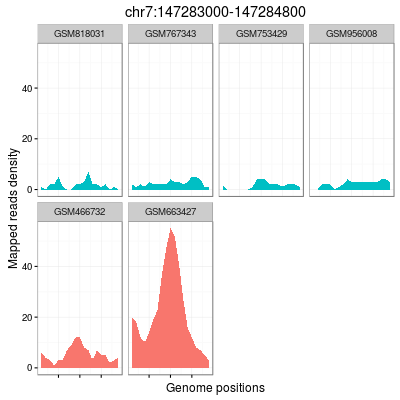 chr7:147283000-147284800
GSM818031 GSM767343 GSM753429 GSM956008
40
20
0
Mapped reads density
GSM466732 GSM663427
40
20
0
Genome positions